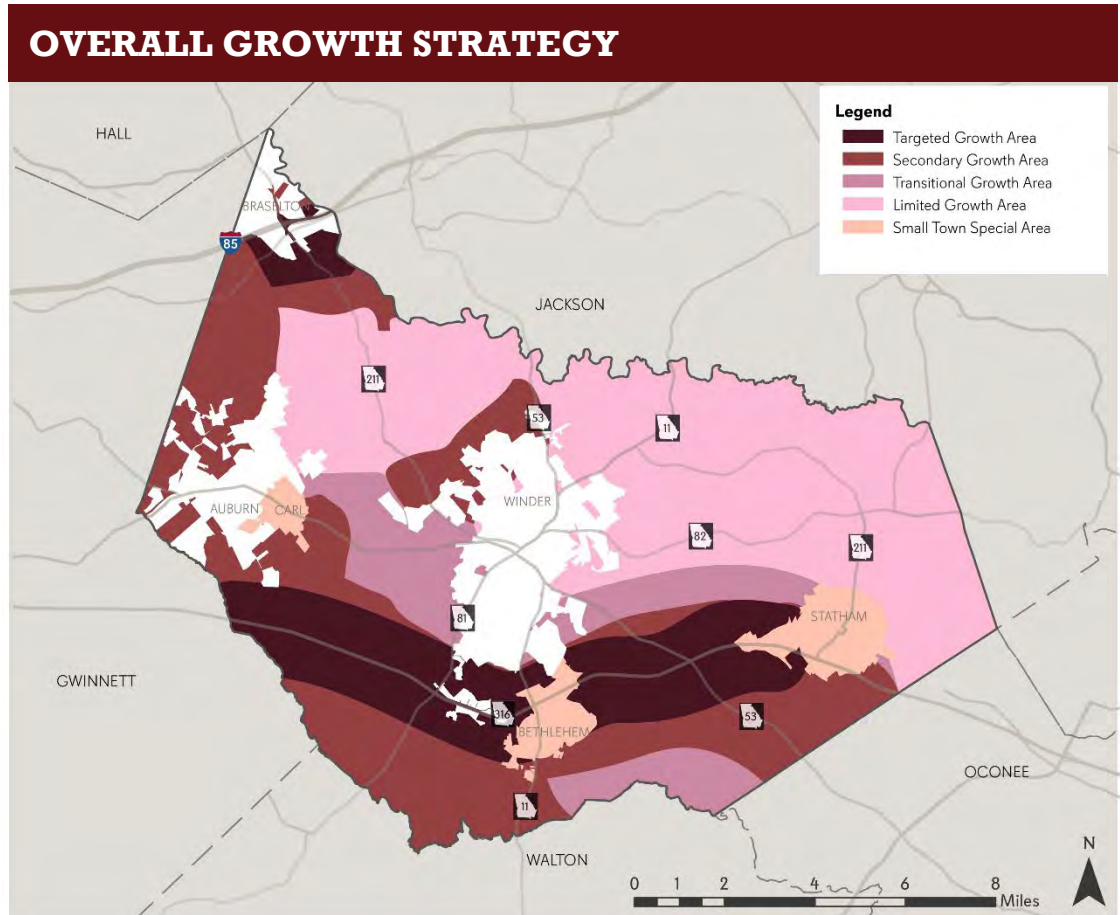 OVERALL GROWTH STRATEGY
Legend
Targeted Growth Area
Secondary Growth Area
Transitional Growth Area
Limited Growth Area
Small Town Special Area
HALL
BRASELTON
85
JACKSON
211
53
11
AUBURN
CARL
WINDER
82
211
81
STATHAM
GWINNETT
316
BETHLEHEM
53
OCONEE
11
WALTON
N
0 1 2 4 6 8
Miles